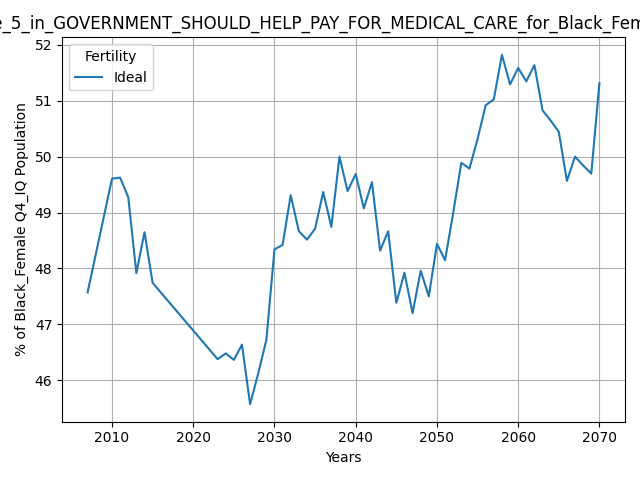 e_5_in_GOVERNMENT_SHOULD_HELP_PAY_FOR_MEDICAL_CARE_for_Black_Fem
Fertility
Ideal
% of Black_Female Q4_IQ Population
52
51
50
49
48
47
46
2010 2020 2030 2040 2050 2060 2070
Years